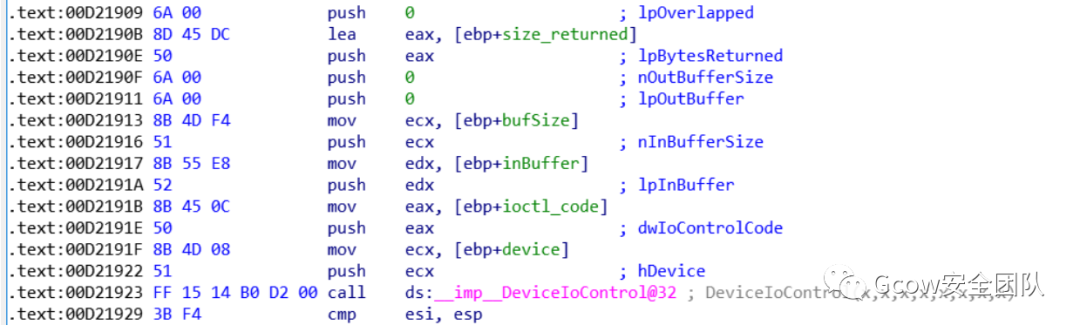 .text:00D21909 6A 00 push 0 ; lpOverlapped
.text:00D2190B 8D 45 DC lea eax, [ebp+size_returned]
.text:00D2190E 50 push eax ; lpBytesReturned
.text:00D2190F 6A 00 push 0 ; nOutBufferSize
.text:00D21911 6A 00 push 0 ; lpOutBuffer
.text:00D21913 8B 4D F4 mov ecx, [ebp+bufSize]
.text:00D21916 51 push ecx ; nInBufferSize
.text:00D21917 8B 55 E8 mov edx, [ebp+inBuffer]
.text:00D2191A 52 push edx ; lpInBuffer
.text:00D2191B 8B 45 0C mov eax, [ebp+ioctl_code]
.text:00D2191E 50 push eax ; dwIoControlCode
.text:00D2191F 8B 4D 08 mov ecx, [ebp+device]
.text:00D21922 51 push ecx ; hDevice
.text:00D21923 FF 15 14 B0 D2 00 call ds:__imp__DeviceIoControl@32 ; DeviceIoControl(x,x,x,x,x,x,x,x)
.text:00D21929 3B F4 cmp esi, esp
Gcow安全团队